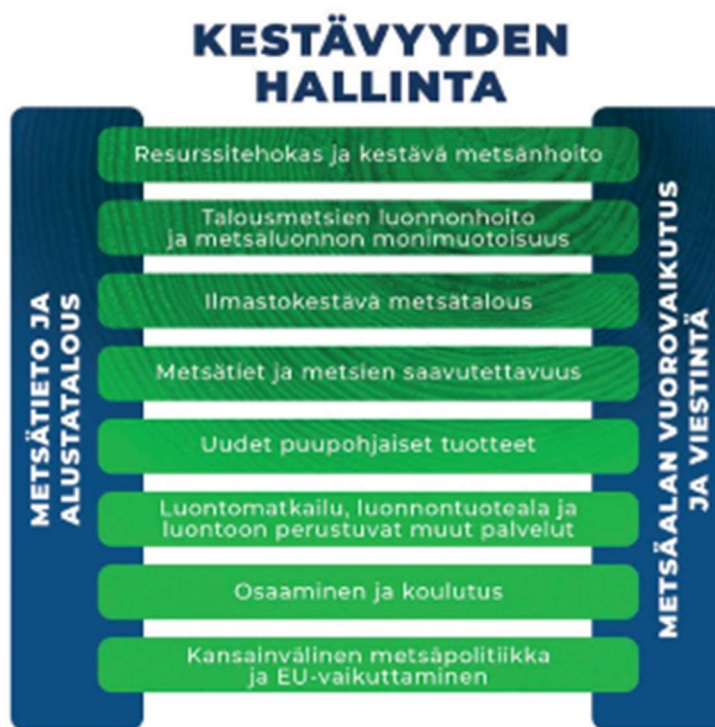 KESTÄVYYDEN
HALLINTA
METSÄTIETO JA
ALUSTATALOUS
Resurssitehokas ja kestävä metsänhoito
Talousmetsien luonnonhoito
ja metsäluonnon monimuotoisuus
Ilmastokestävä metsätalous
Metsätiet ja metsien saavutettavuus
Uudet puupohjaiset tuotteet
Luontomatkailu, luonnontuoteala ja
luontoon perustuvat muut palvelut
Osaaminen ja koulutus
Kansainvälinen metsäpolitiikka
ja EU-vaikuttaminen
METSÄALAN VUOROVAIKUTUS
JA VIESTINTÄ